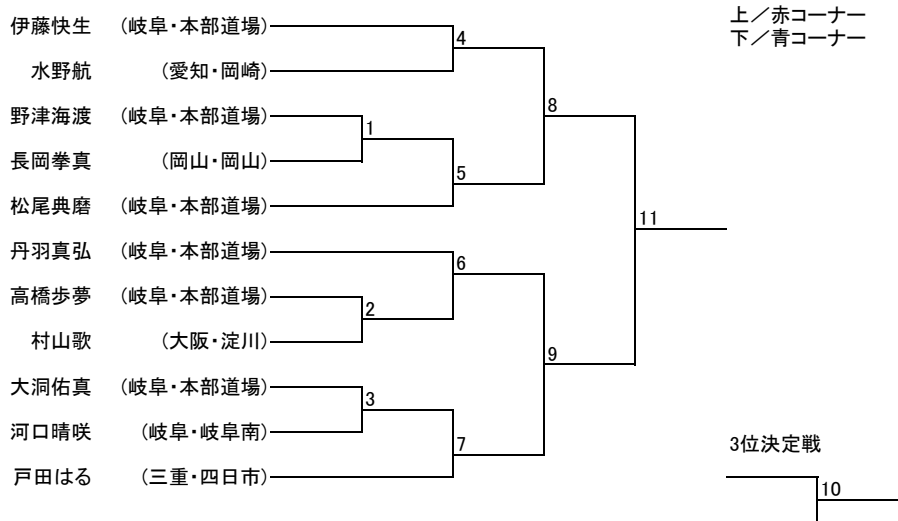 上／赤コーナー
下／青コーナー
伊藤快生 (岐阜・本部道場)
4
水野航 (愛知・岡崎)
8
野津海渡 (岐阜・本部道場)
1
長岡拳真 (岡山・岡山)
5
松尾典磨 (岐阜・本部道場)
11
丹羽真弘 (岐阜・本部道場)
6
高橋歩夢 (岐阜・本部道場)
2
村山歌 (大阪・淀川)
9
大洞佑真 (岐阜・本部道場)
3
河口晴咲 (岐阜・岐阜南)
7
3位決定戦
戸田はる (三重・四日市)
10